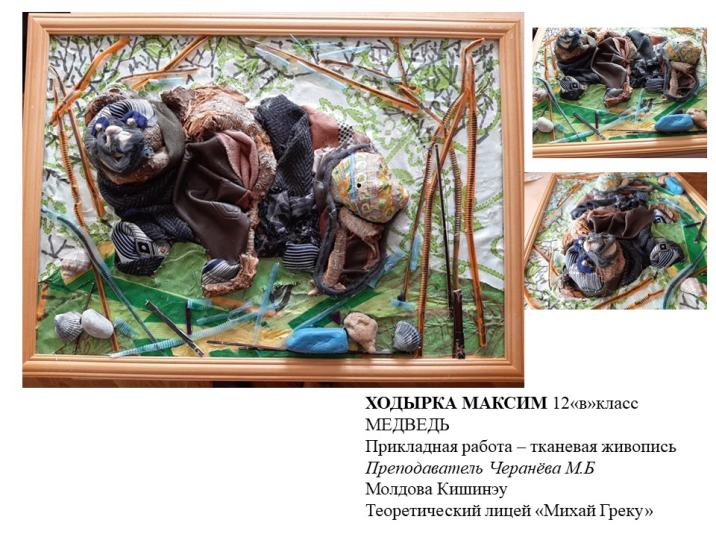 ХОДЫРКА МАКСИМ 12«в»класс
МЕДВЕДЬ
Прикладная работа – тканевая живопись
Преподаватель Черанёва М.Б
Молдова Кишинэу
Теоретический лицей «Михай Греку»